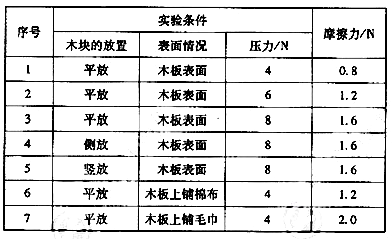 序号 实验条件 摩擦力/N
木块的放置 表面情况 压力/N
1 平放 木板表面 4 0.8
2 平放 木板表面 6 1.2
3 平放 木板表面 8 1.6
4 侧放 木板表面 8 1.6
5 竖放 木板表面 8 1.6
6 平放 木板上铺棉布 4 1.2
7 平放 木板上铺毛巾 4 2.0